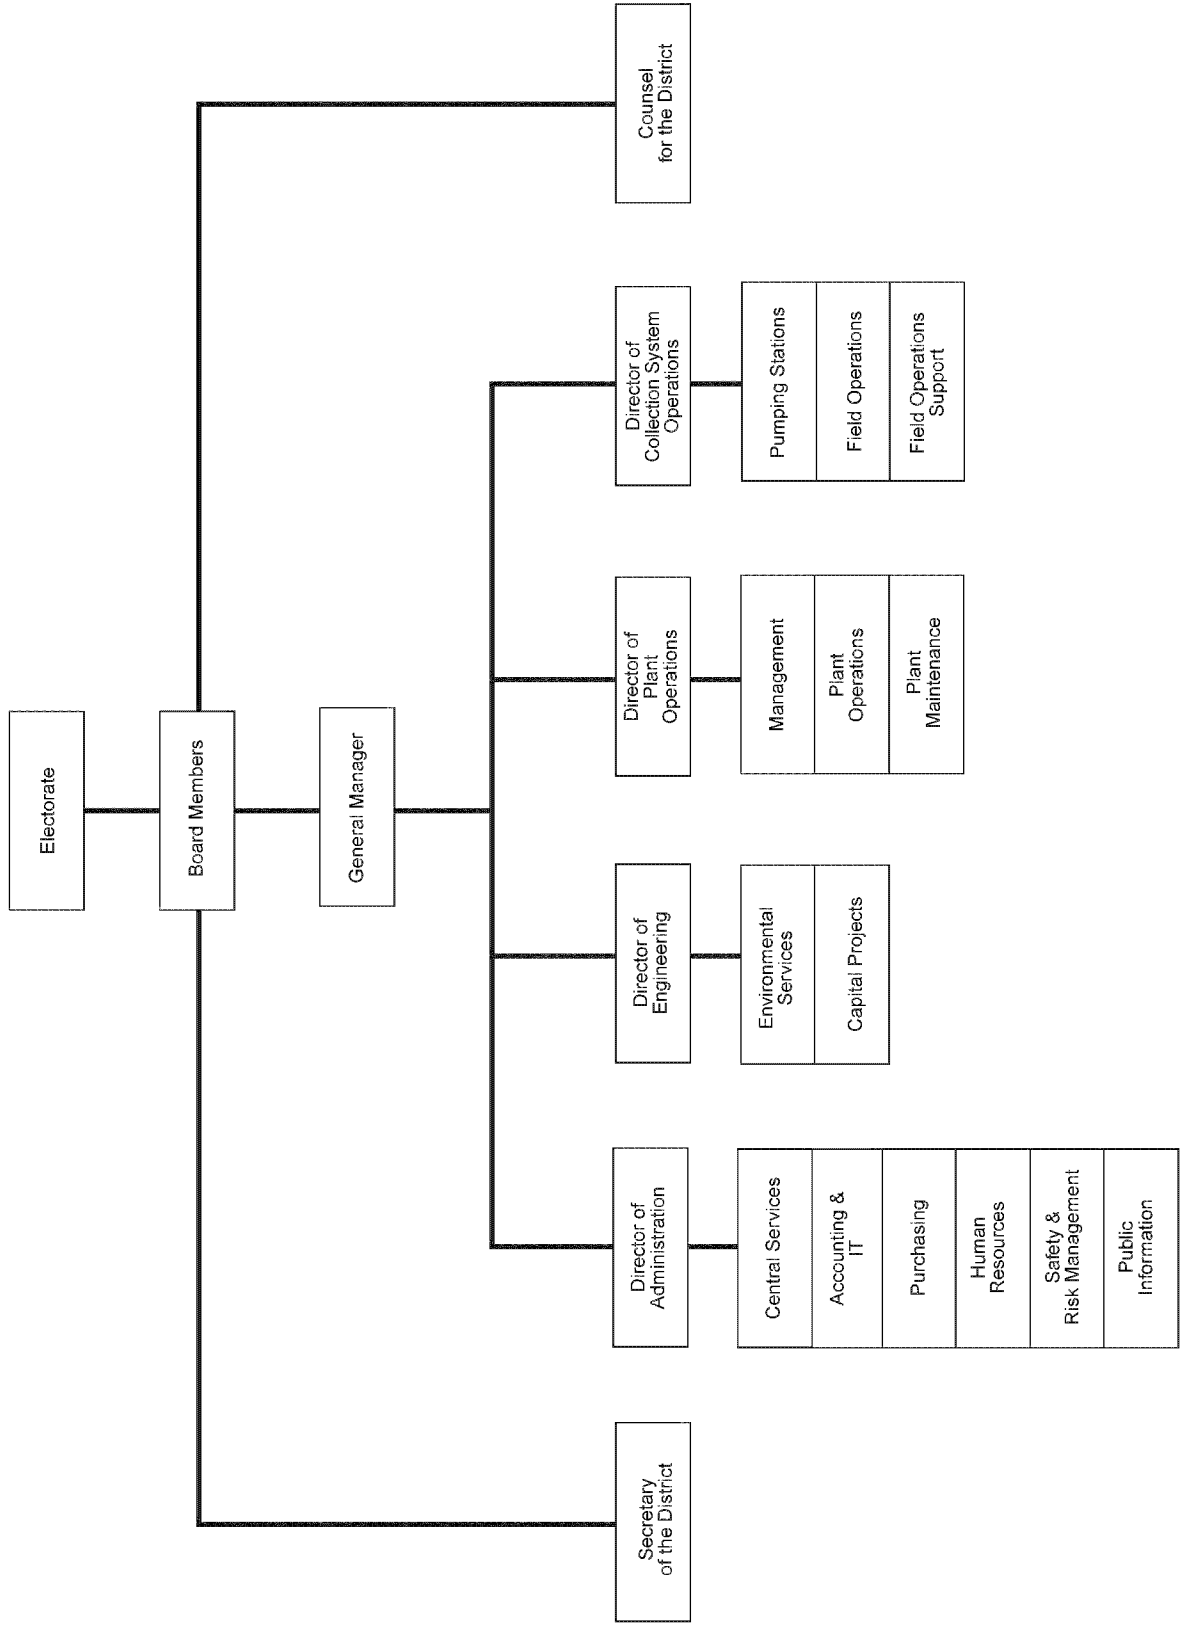 Electorate
Board Members
General Manager
Secretary
of the District
Director of
Administration
Director of
Engineering
Director of
Plant
Operations
Director of
Collection System
Operations
Counsel
for the District
Central Services
Accounting &
IT
Purchasing
Human
Resources
Safety &
Risk Management
Public
Information
Environmental
Services
Capital Projects
Management
Plant
Operations
Plant
Maintenance
Pumping Stations
Field Operations
Field Operations
Support